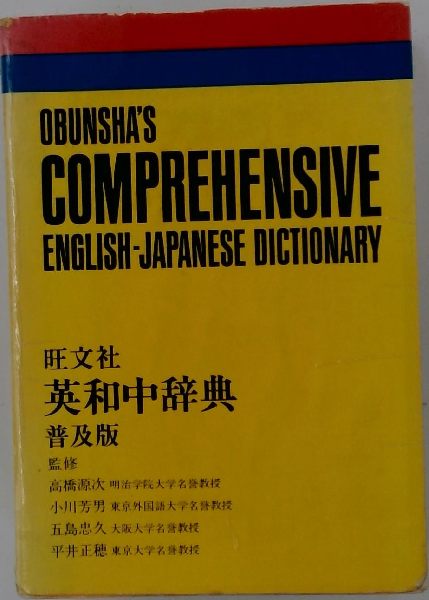 OBUNSHA'S
COMPREHENSIVE
ENGLISH-JAPANESE DICTIONARY
旺文社
英和中辞典
普及版
監修
高橋源次 明治学院大学名誉教授
小川芳男 東京外国語大学名誉教授
五島忠久 大阪大学名誉教授
平井正穂 東京大学名誉教授